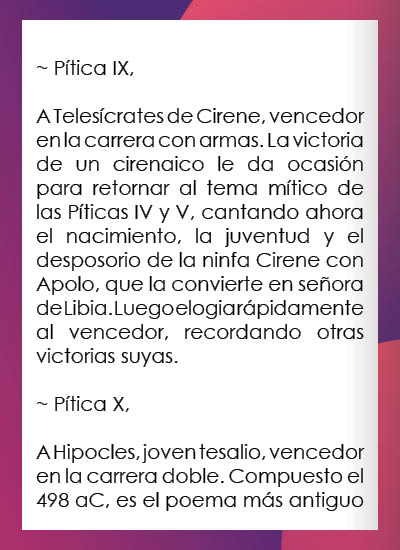 ~ Pítica IX,
A Telesícrates de Cirene, vencedor
en la carrera con armas. La victoria
de un cirenaico le da ocasión
para retornar al tema mítico de
las Píticas IV y V, cantando ahora
el nacimiento, la juventud y el
desposorio de la ninfa Cirene con
Apolo, que la convierte en señora
de Libia. Luego elogia rápidamente
al vencedor, recordando otras
victorias suyas.
~ Pítica X,
A Hipocles, joven tesalio, vencedor
en la carrera doble. Compuesto el
498 aC, es el poema más antiguo